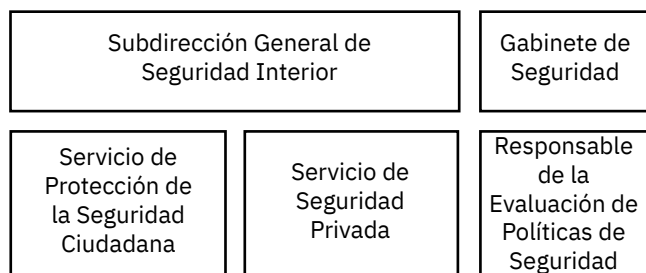 Subdirección General de
Seguridad Interior
Gabinete de
Seguridad
Servicio de
Protección de
la Seguridad
Ciudadana
Servicio de
Seguridad
Privada
Responsable
de la
Evaluación de
Políticas de
Seguridad